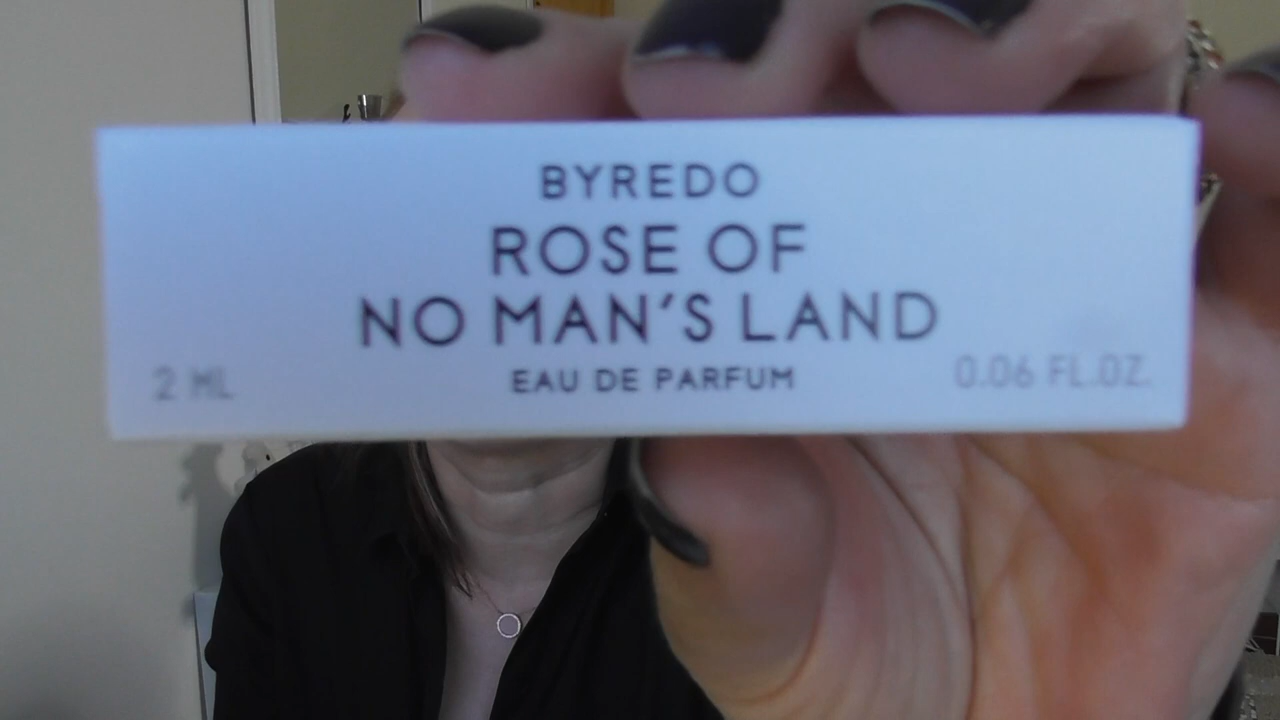 BYREDO
ROSE OF
NO MAN'S LAND
EAU DE PARFUM
2 ML
0.06 FL.OZ.